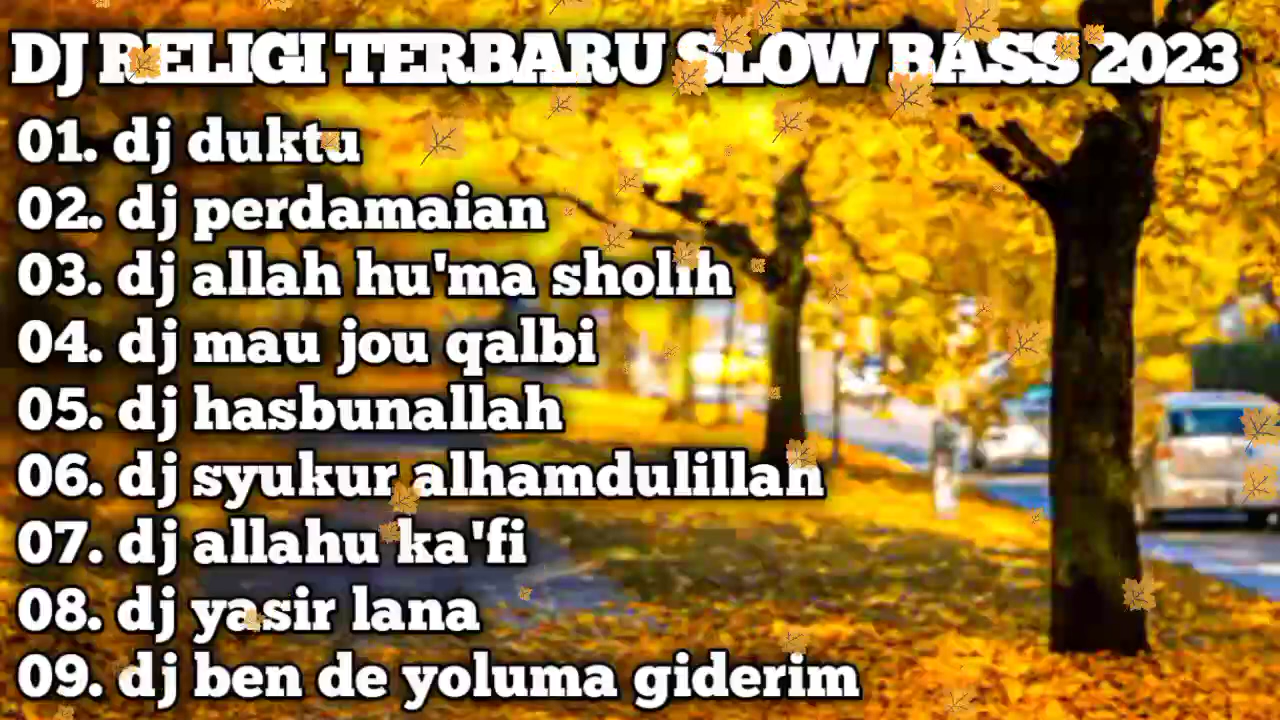 DJ RELIGI TERBARU SLOW BASS 2023
01. dj duktu
02. dj perdamaian
03. dj allah hu'ma sholih
04. dj mau jou qalbi
05. dj hasbunallah
06. dj syukur alhamdulillah
07. dj allahu ka'fi
08. dj yasir lana
09. dj ben de yoluma giderim